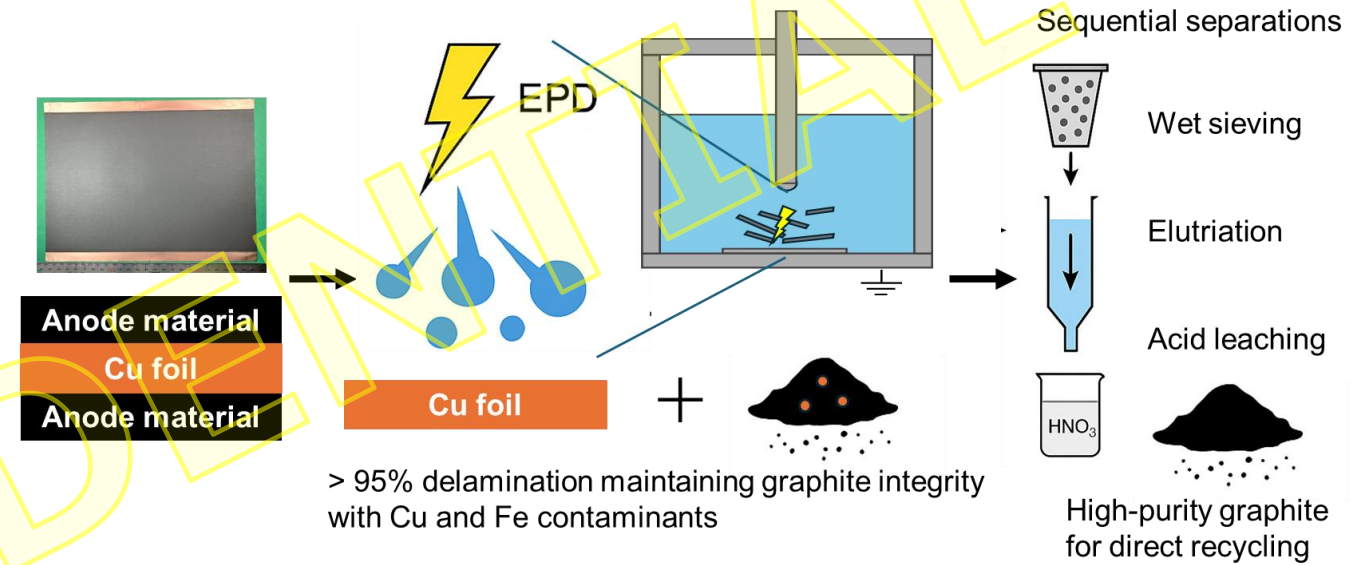 Sequential separations
EPD
Wet sieving
Elutriation
Anode material
Cu foil
Anode material
Acid leaching
Cu foil
+
HNO₃
> 95% delamination maintaining graphite integrity
with Cu and Fe contaminants
High-purity graphite
for direct recycling
DENTIAL